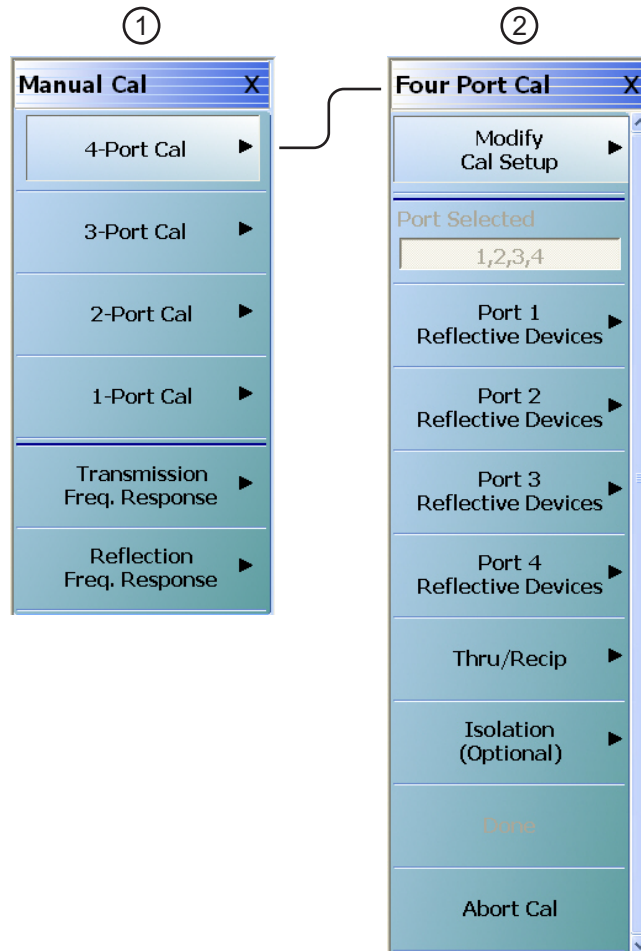 1
Manual Cal X
4-Port Cal
3-Port Cal
2-Port Cal
1-Port Cal
Transmission
Freq. Response
Reflection
Freq. Response
2
Four Port Cal X
Modify
Cal Setup
Port Selected
1,2,3,4
Port 1
Reflective Devices
Port 2
Reflective Devices
Port 3
Reflective Devices
Port 4
Reflective Devices
Thru/Recip
Isolation
(Optional)
Done
Abort Cal